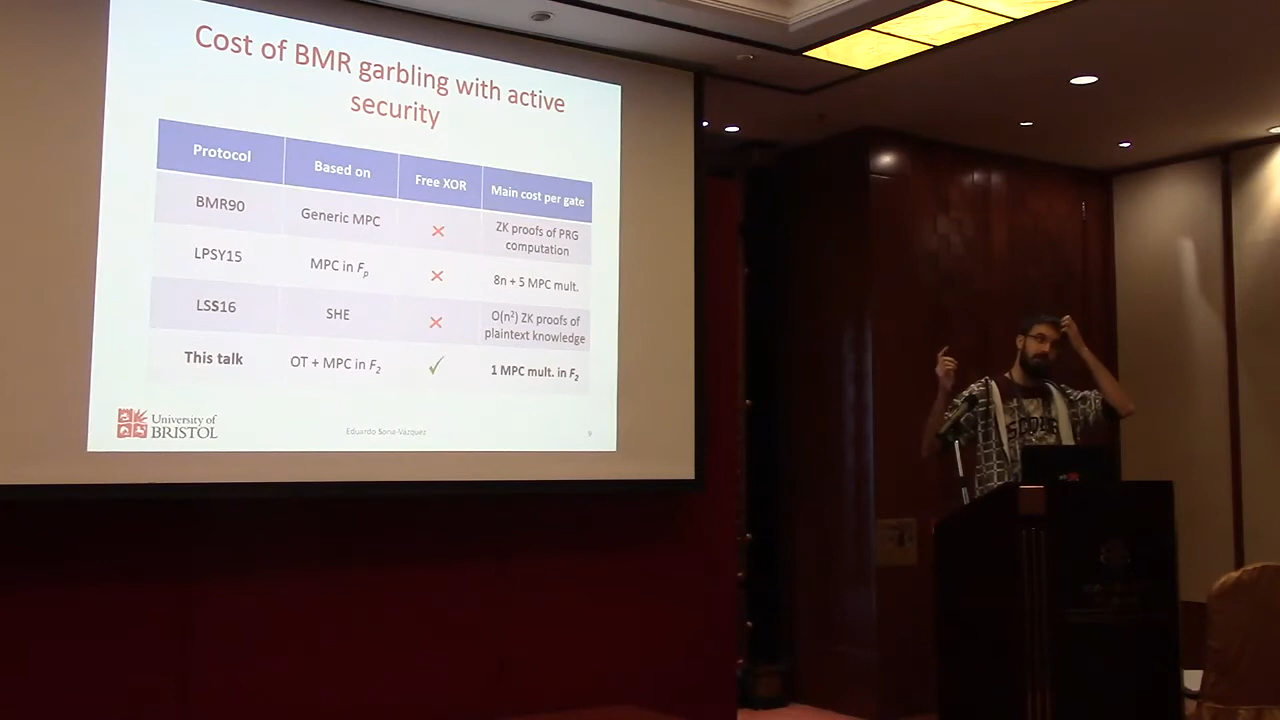 Cost of BMR garbling with active
security
Protocol Based on Free XOR Main cost per gate
BMR90 Generic MPC ✕ ZK proofs of PRG
computation
LPSY15 MPC in Fₚ ✕ 8n + 5 MPC mult.
LSS16 SHE ✕ O(n²) ZK proofs of
plaintext knowledge
This talk OT + MPC in F₂ ✓ 1 MPC mult. in F₂
University of
BRISTOL
Eduardo Soria-Vázquez
9